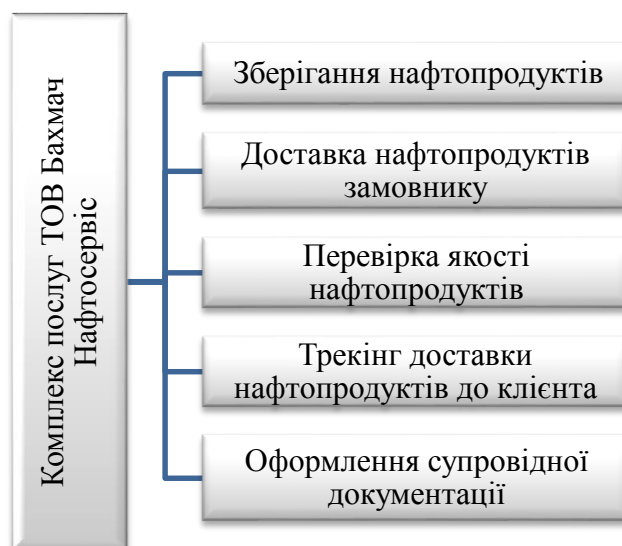 Комплекс послуг ТОВ Бахмач
Нафтосервіс
Зберігання нафтопродуктів
Доставка нафтопродуктів
замовнику
Перевірка якості
нафтопродуктів
Трекінг доставки
нафтопродуктів до клієнта
Оформлення супровідної
документації